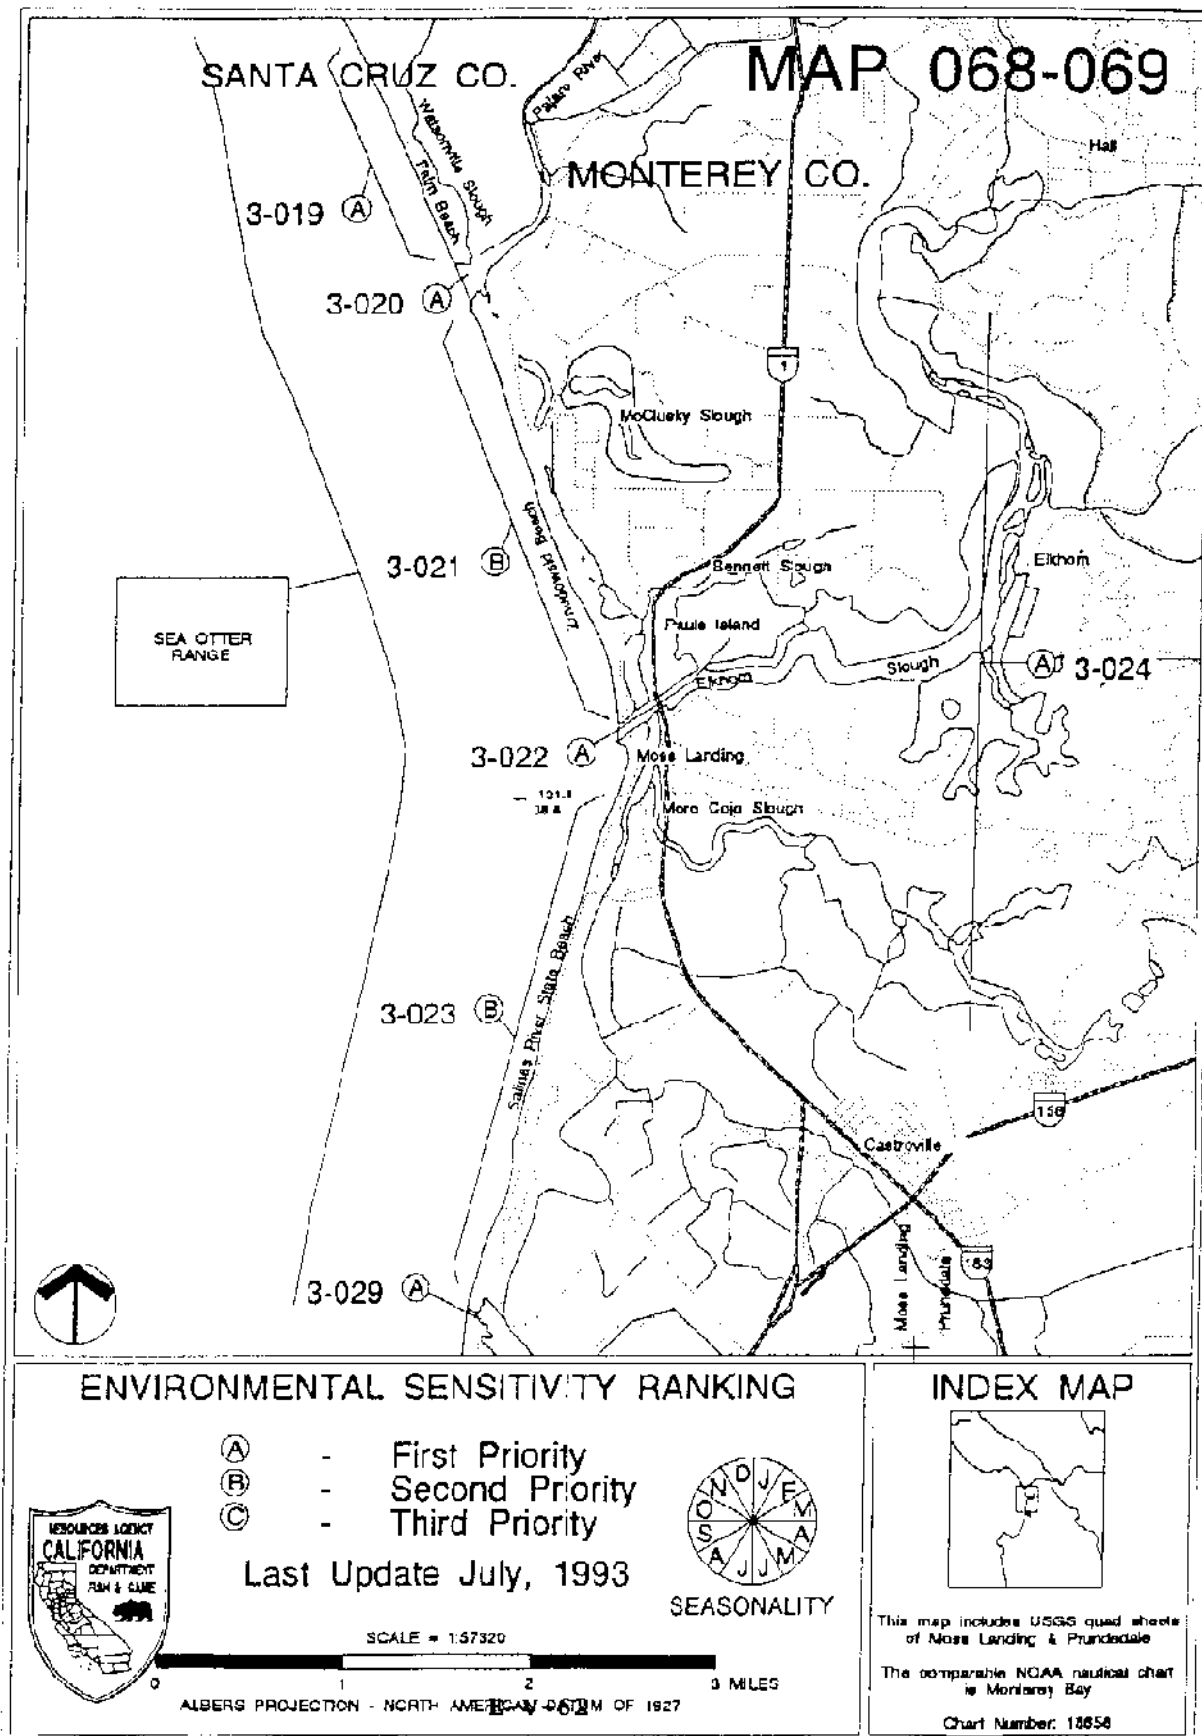 MAP 068-069
SANTA CRUZ CO.
Pajaro River
Watsonville Slough
Palm Beach
Hall
MONTEREY CO.
3-019 A
3-020 A
1
McClusky Slough
Zmudowski Beach
3-021 B
Bennett Slough
Elkhorn
SEA OTTER
RANGE
Pauls Island
Elkhorn
Slough
A 3-024
3-022 A
Moss Landing
Moro Cojo Slough
3-023 B
Salinas River State Beach
156
Castroville
183
Moss Landing
Prunedale
3-029 A
ENVIRONMENTAL SENSITIVITY RANKING
A - First Priority
B - Second Priority
C - Third Priority
Last Update July, 1993
RESOURCES AGENCY
CALIFORNIA
DEPARTMENT
FISH & GAME
J F M A M J J A S O N D
SEASONALITY
SCALE = 1:57320
0 1 2 3 MILES
ALBERS PROJECTION - NORTH AMERICAN DATUM OF 1927
INDEX MAP
This map includes USGS quad sheets
of Moss Landing & Prundedale
The comparable NOAA nautical chart
is Monterey Bay
Chart Number: